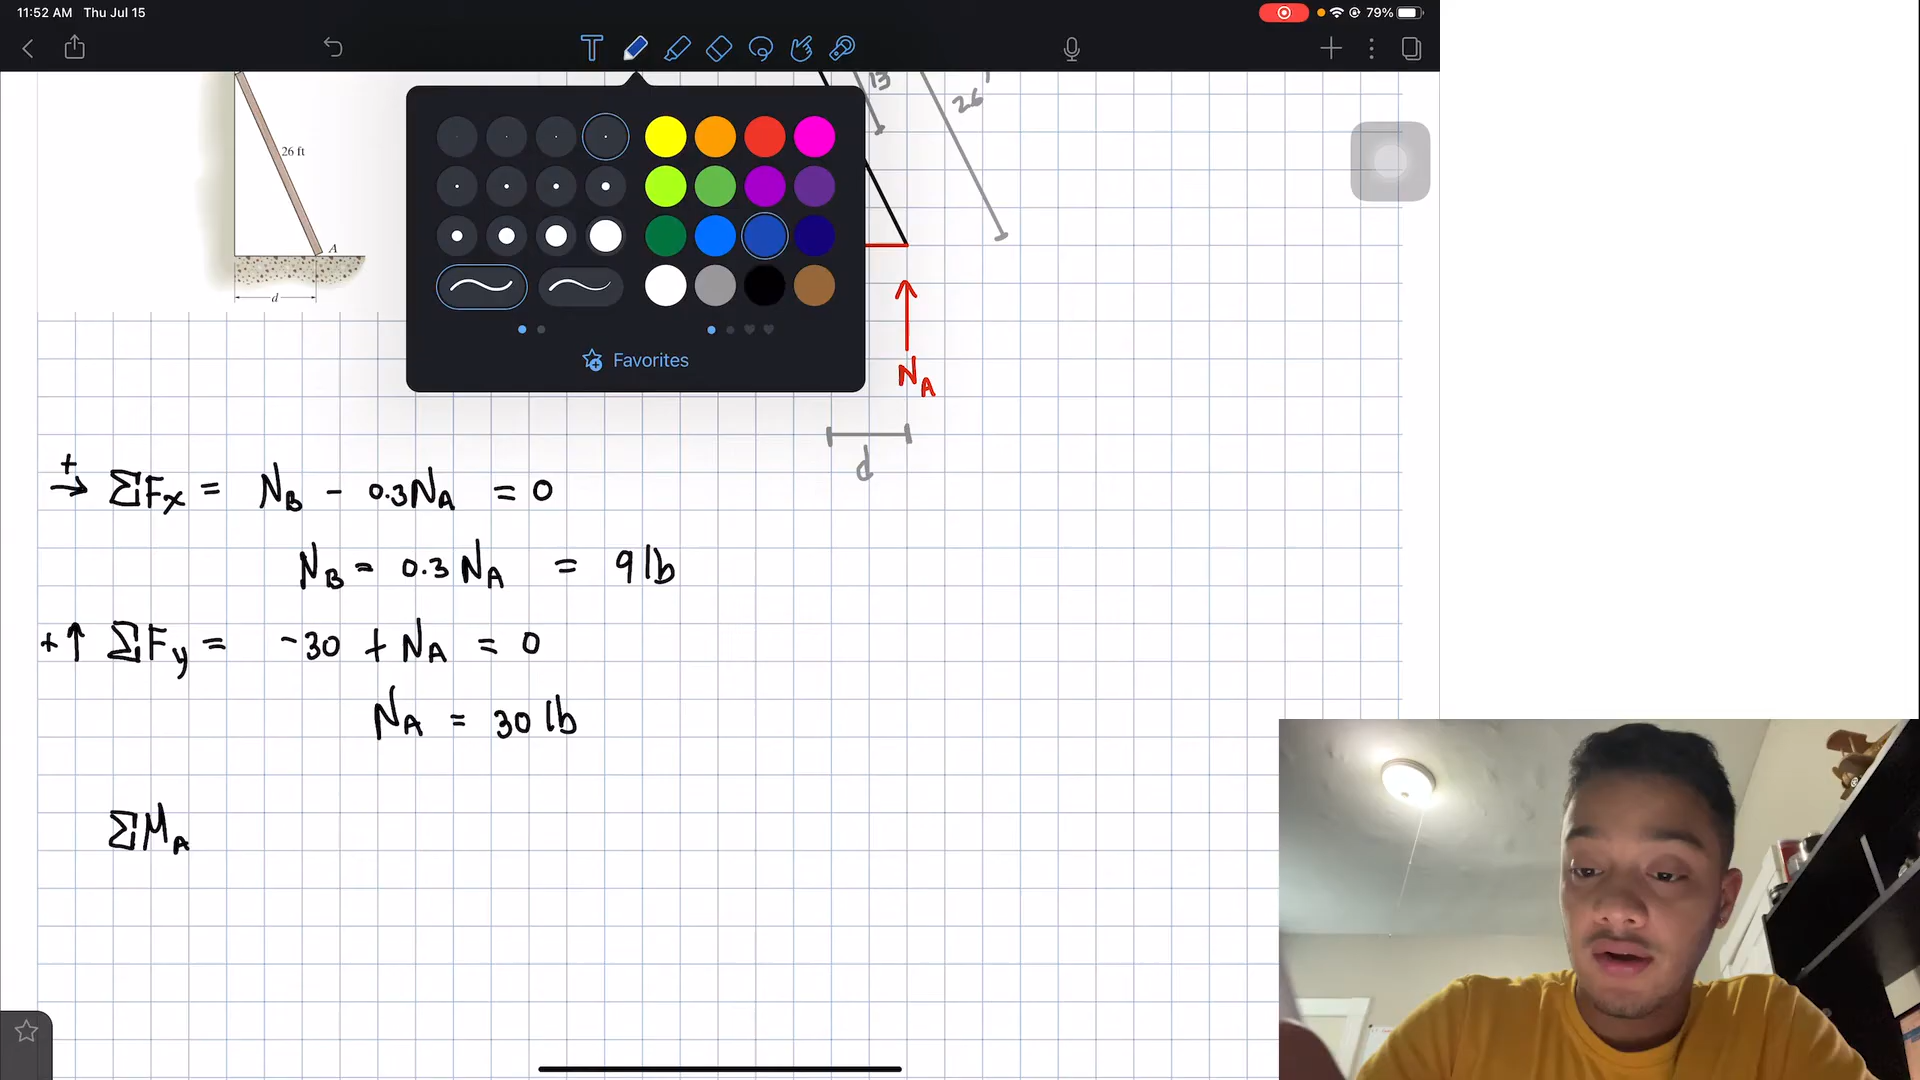 11:52 AM Thu Jul 15
79%
T
13
26'
26 ft
A
d
Favorites
N_A
d
+→ ΣFx = N_B - 0.3N_A = 0
N_B = 0.3 N_A = 9 lb
+↑ ΣFy = -30 + N_A = 0
N_A = 30 lb
ΣM_A